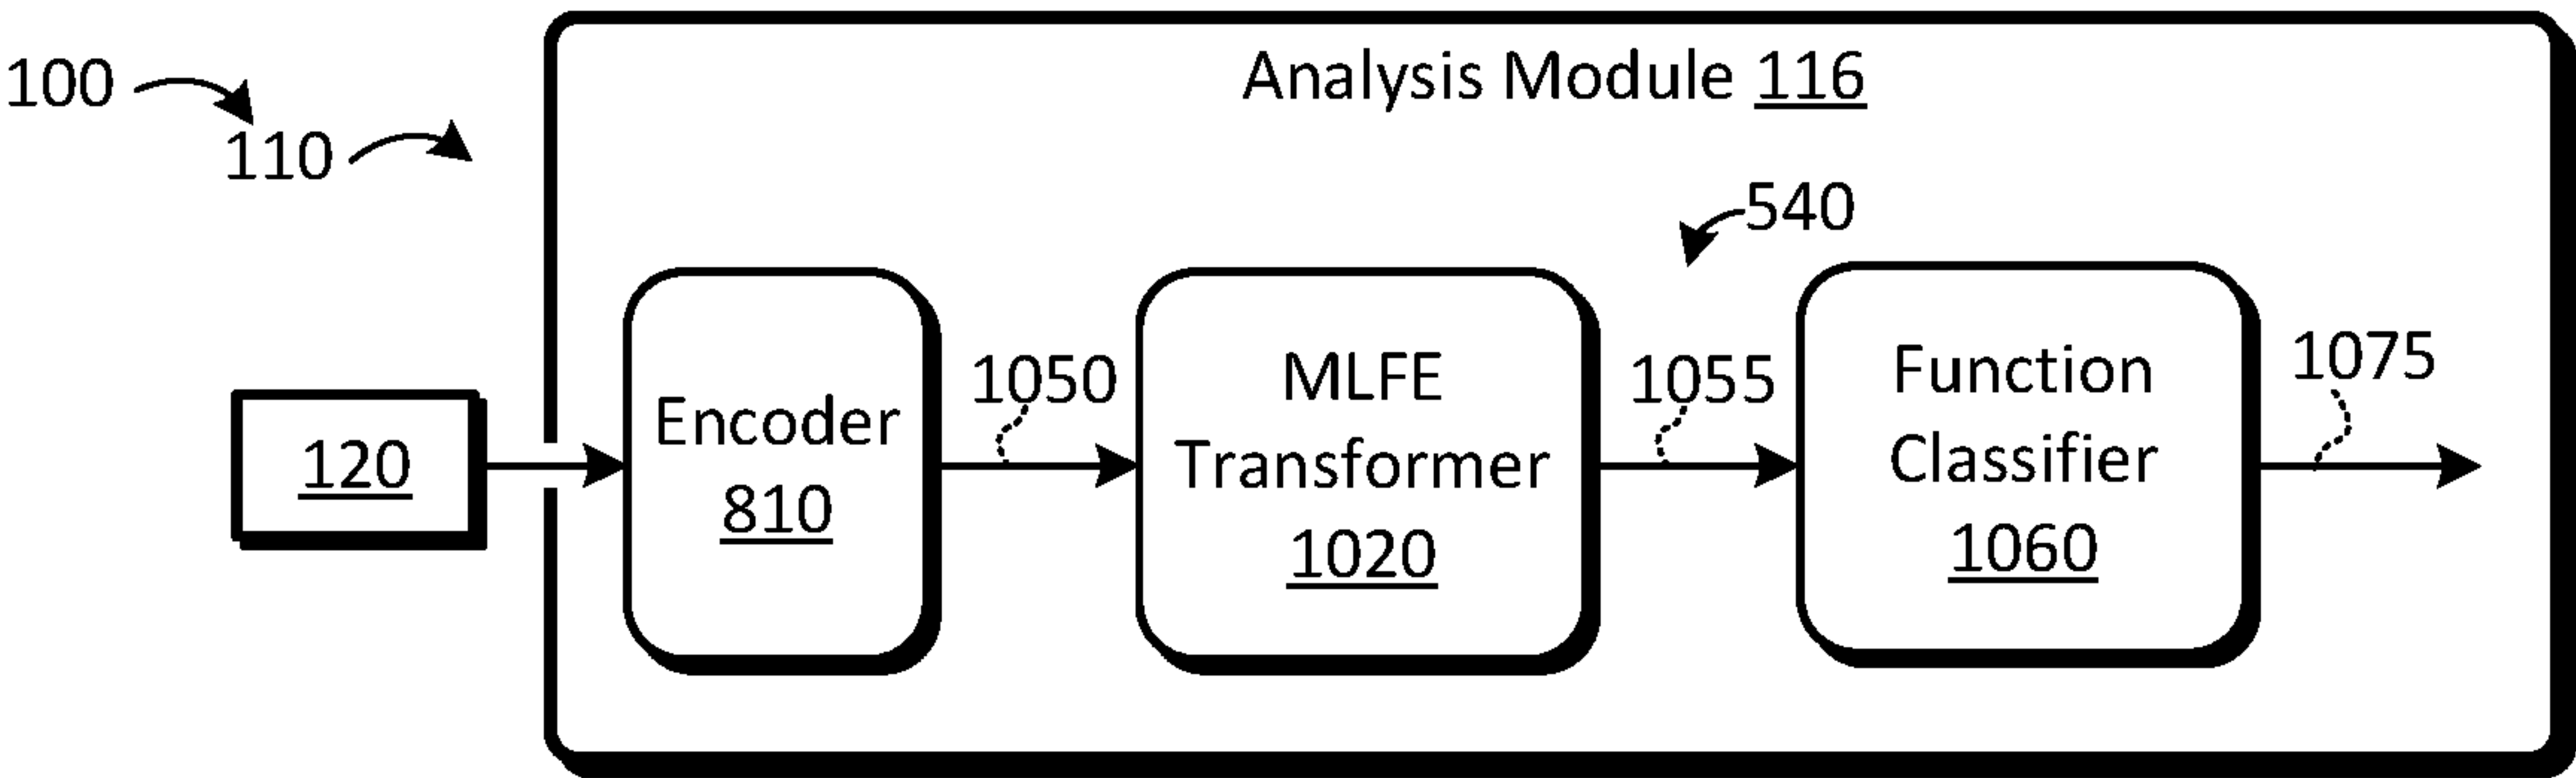 100
110
Analysis Module 116
540
120
Encoder
810
1050
MLFE
Transformer
1020
1055
Function
Classifier
1060
1075